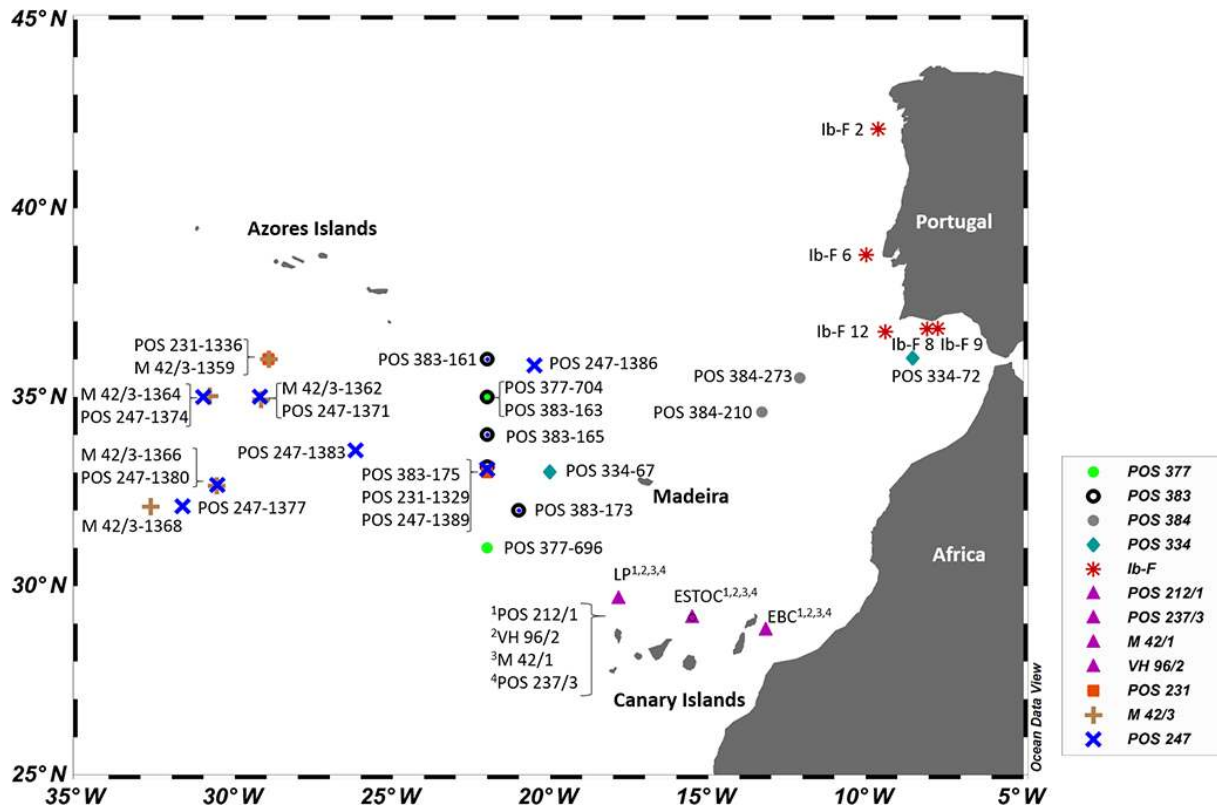 45°N
40°N
35°N
30°N
25°N
35°W
30°W
25°W
20°W
15°W
10°W
5°W
Ib-F 2
Azores Islands
Portugal
Ib-F 6
Ib-F 12
Ib-F 8 Ib-F 9
POS 334-72
POS 231-1336
M 42/3-1359
POS 383-161
POS 247-1386
M 42/3-1364
POS 247-1374
M 42/3-1362
POS 247-1371
POS 377-704
POS 383-163
POS 384-273
POS 384-210
POS 383-165
M 42/3-1366
POS 247-1380
POS 247-1383
POS 383-175
POS 231-1329
POS 247-1389
POS 334-67
Madeira
POS 247-1377
M 42/3-1368
POS 383-173
POS 377-696
Africa
LP1,2,3,4
ESTOC1,2,3,4
EBC1,2,3,4
1POS 212/1
2VH 96/2
3M 42/1
4POS 237/3
Canary Islands
Ocean Data View
POS 377
POS 383
POS 384
POS 334
Ib-F
POS 212/1
POS 237/3
M 42/1
VH 96/2
POS 231
M 42/3
POS 247